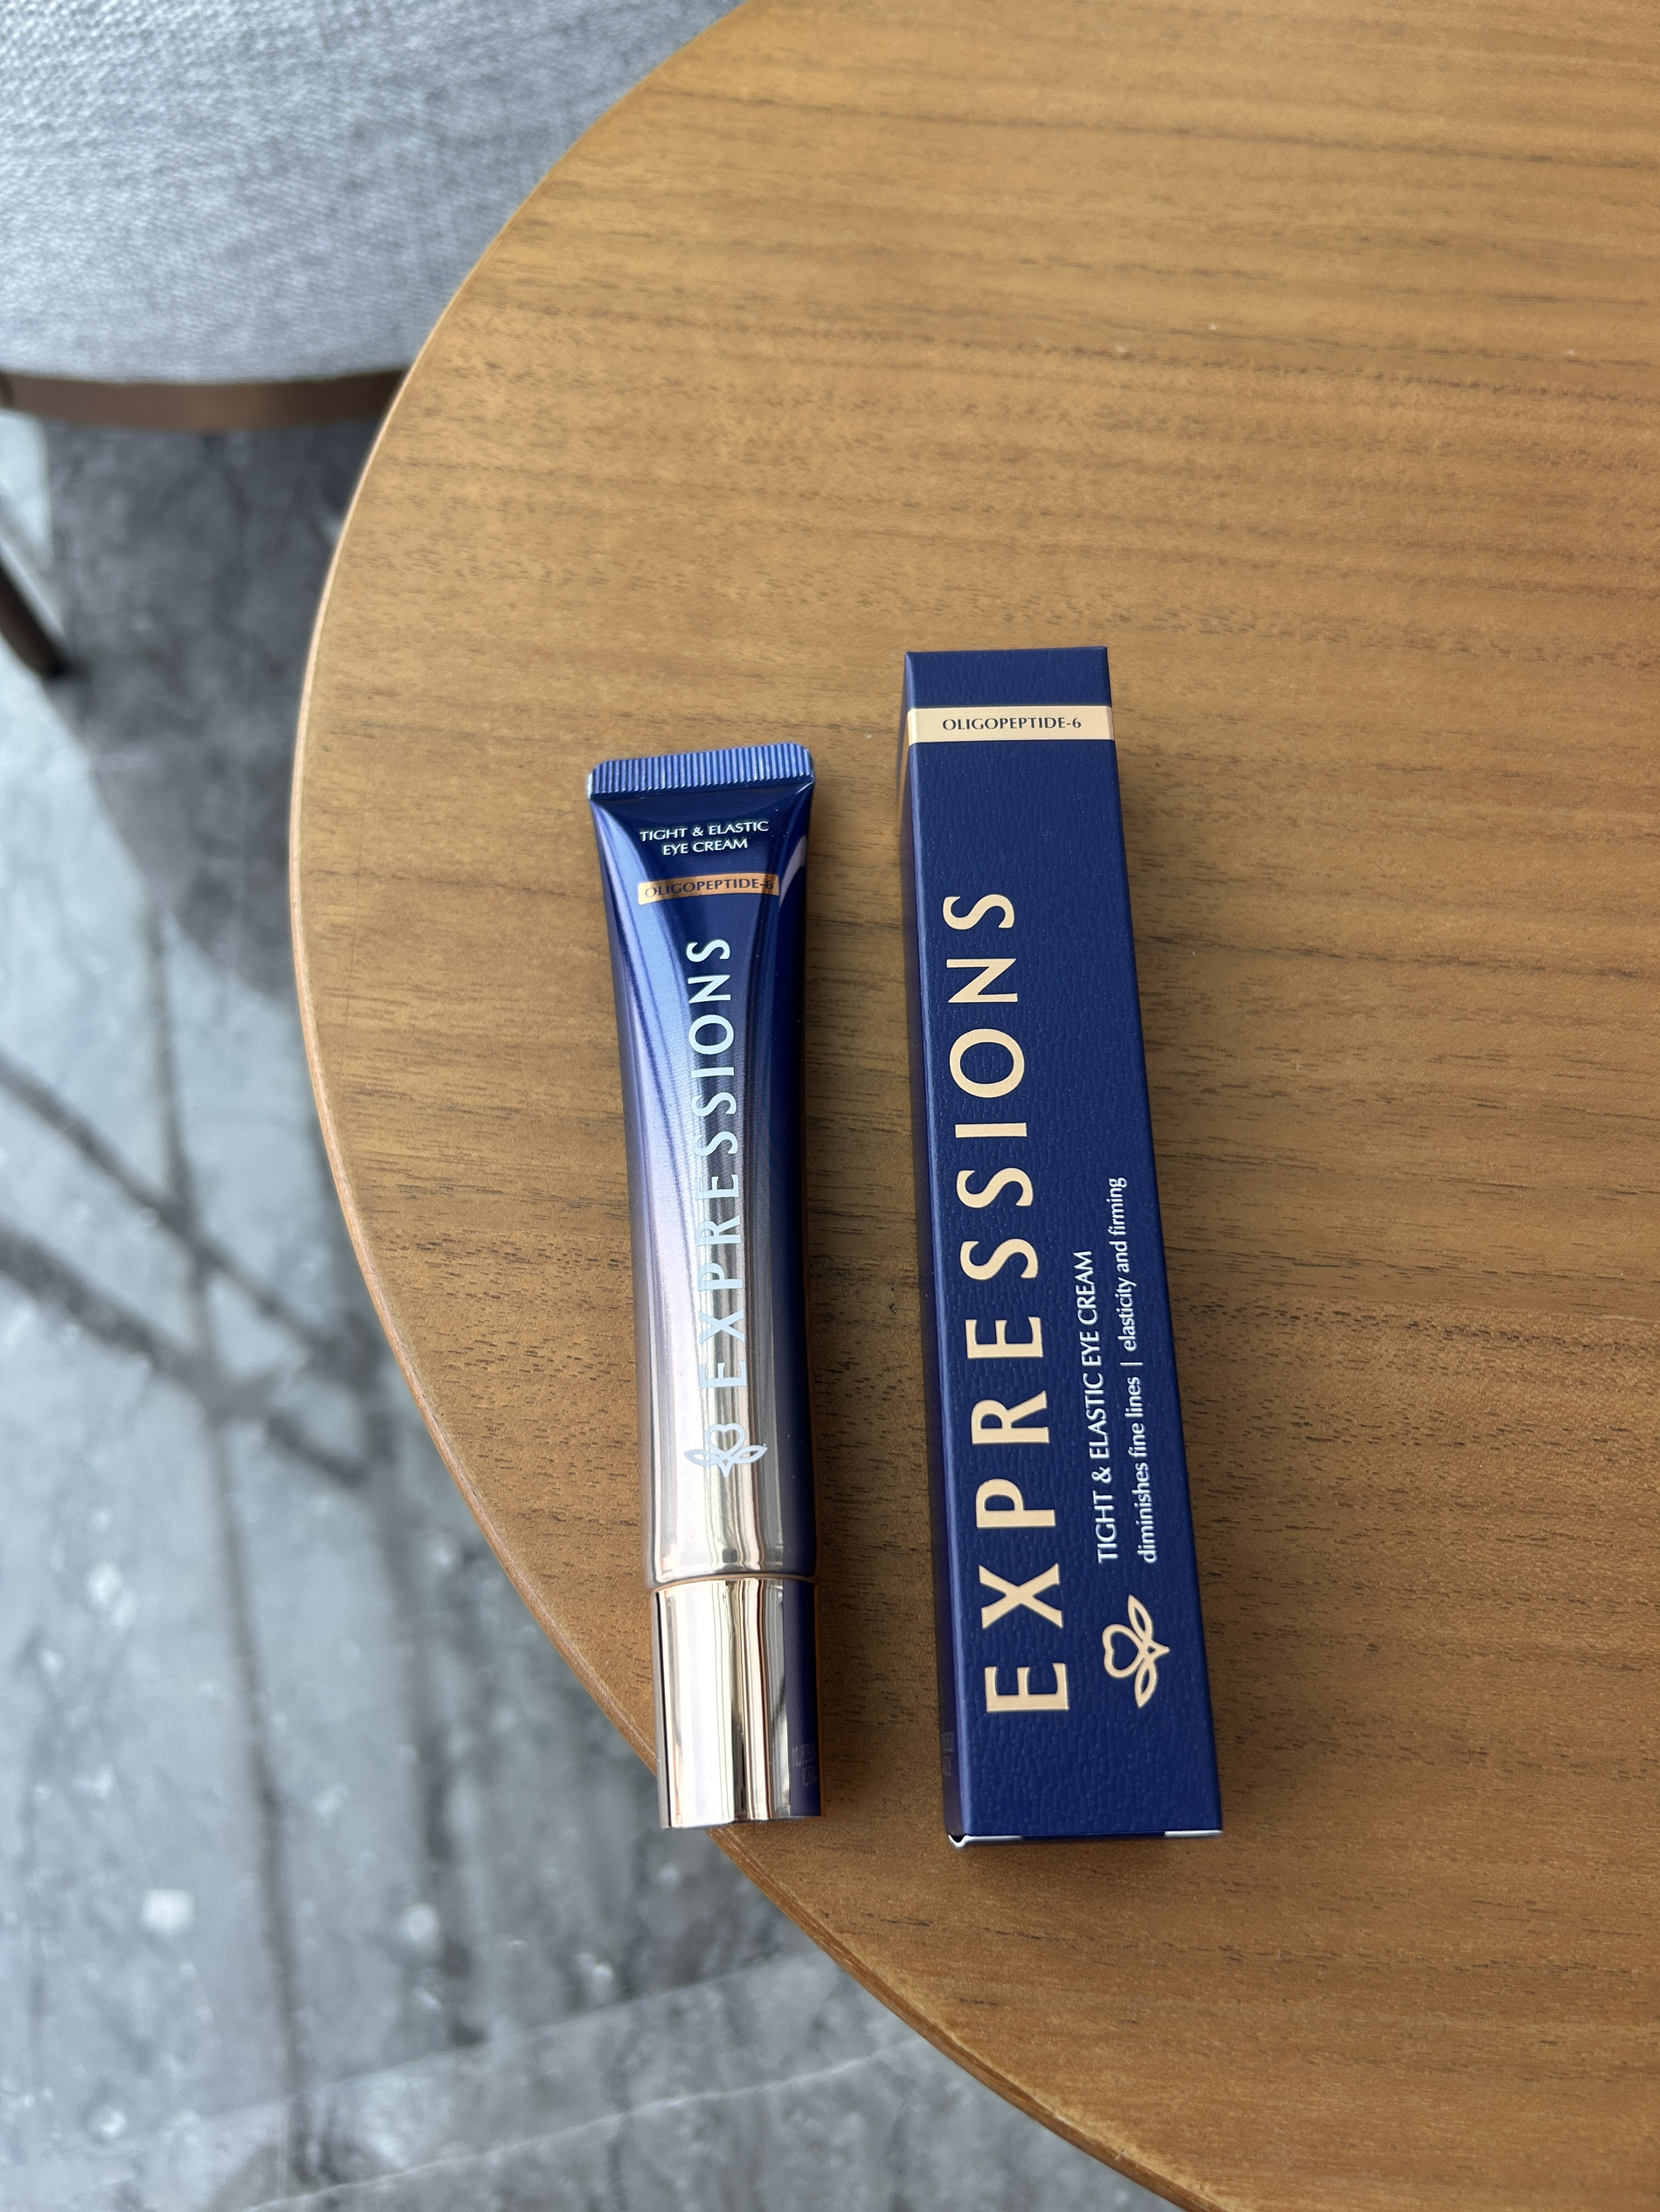 TIGHT & ELASTIC
EYE CREAM
OLIGOPEPTIDE-6
EXPRESSIONS
OLIGOPEPTIDE-6
EXPRESSIONS
TIGHT & ELASTIC EYE CREAM
diminishes fine lines | elasticity and firming